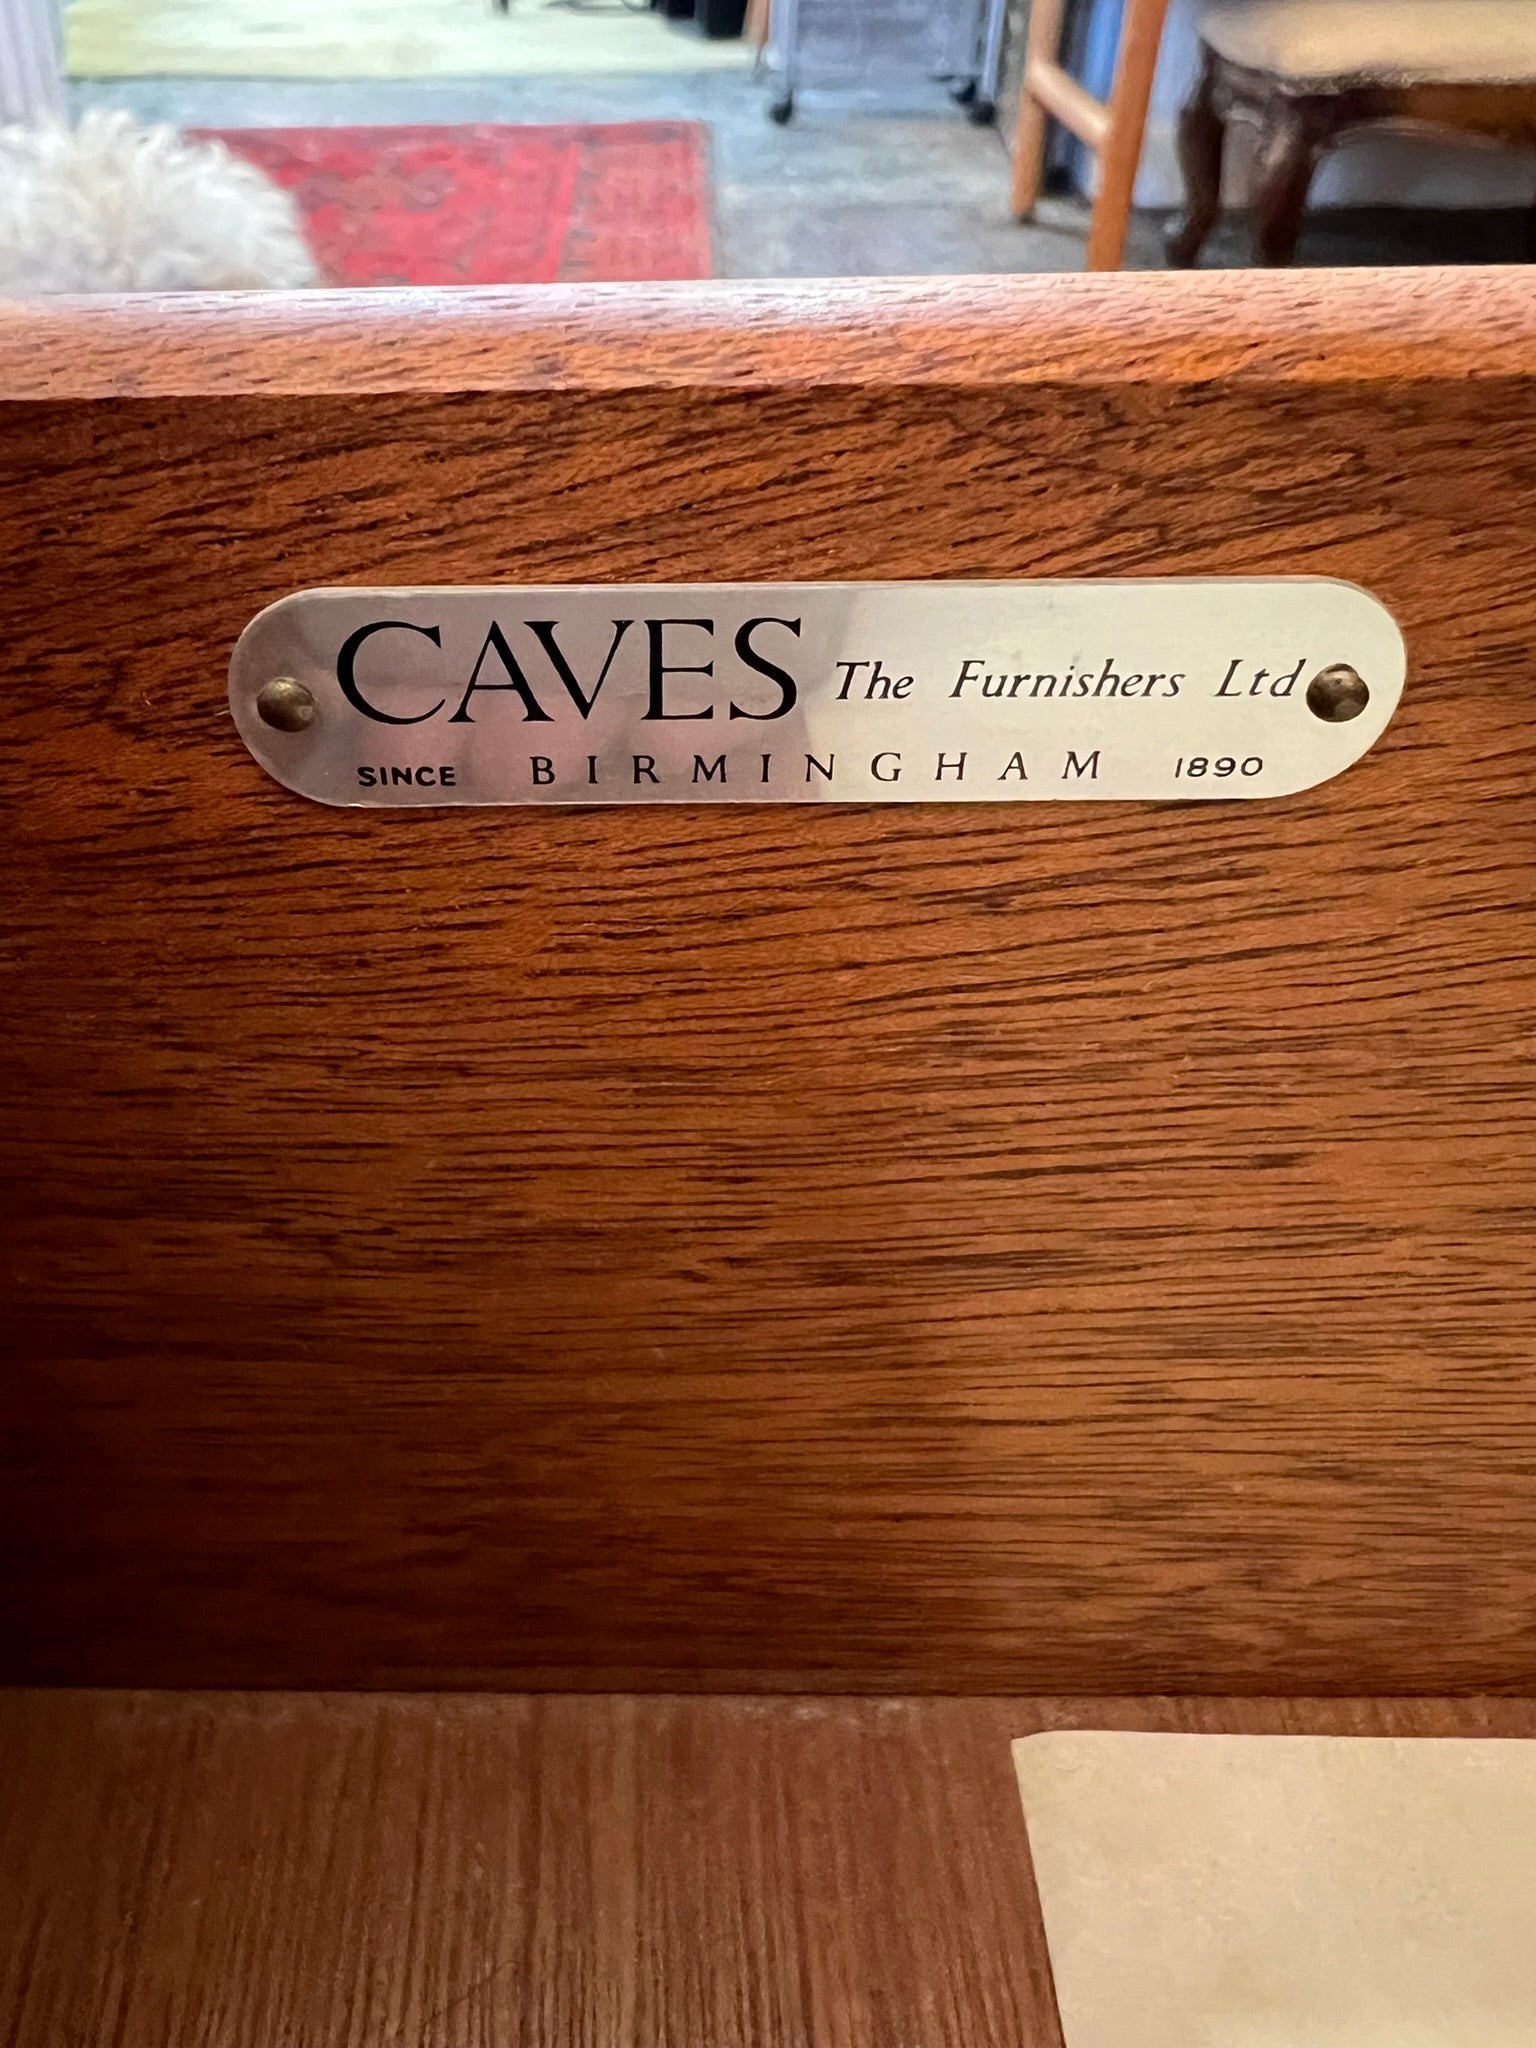 CAVES The Furnishers Ltd
SINCE BIRMINGHAM 1890